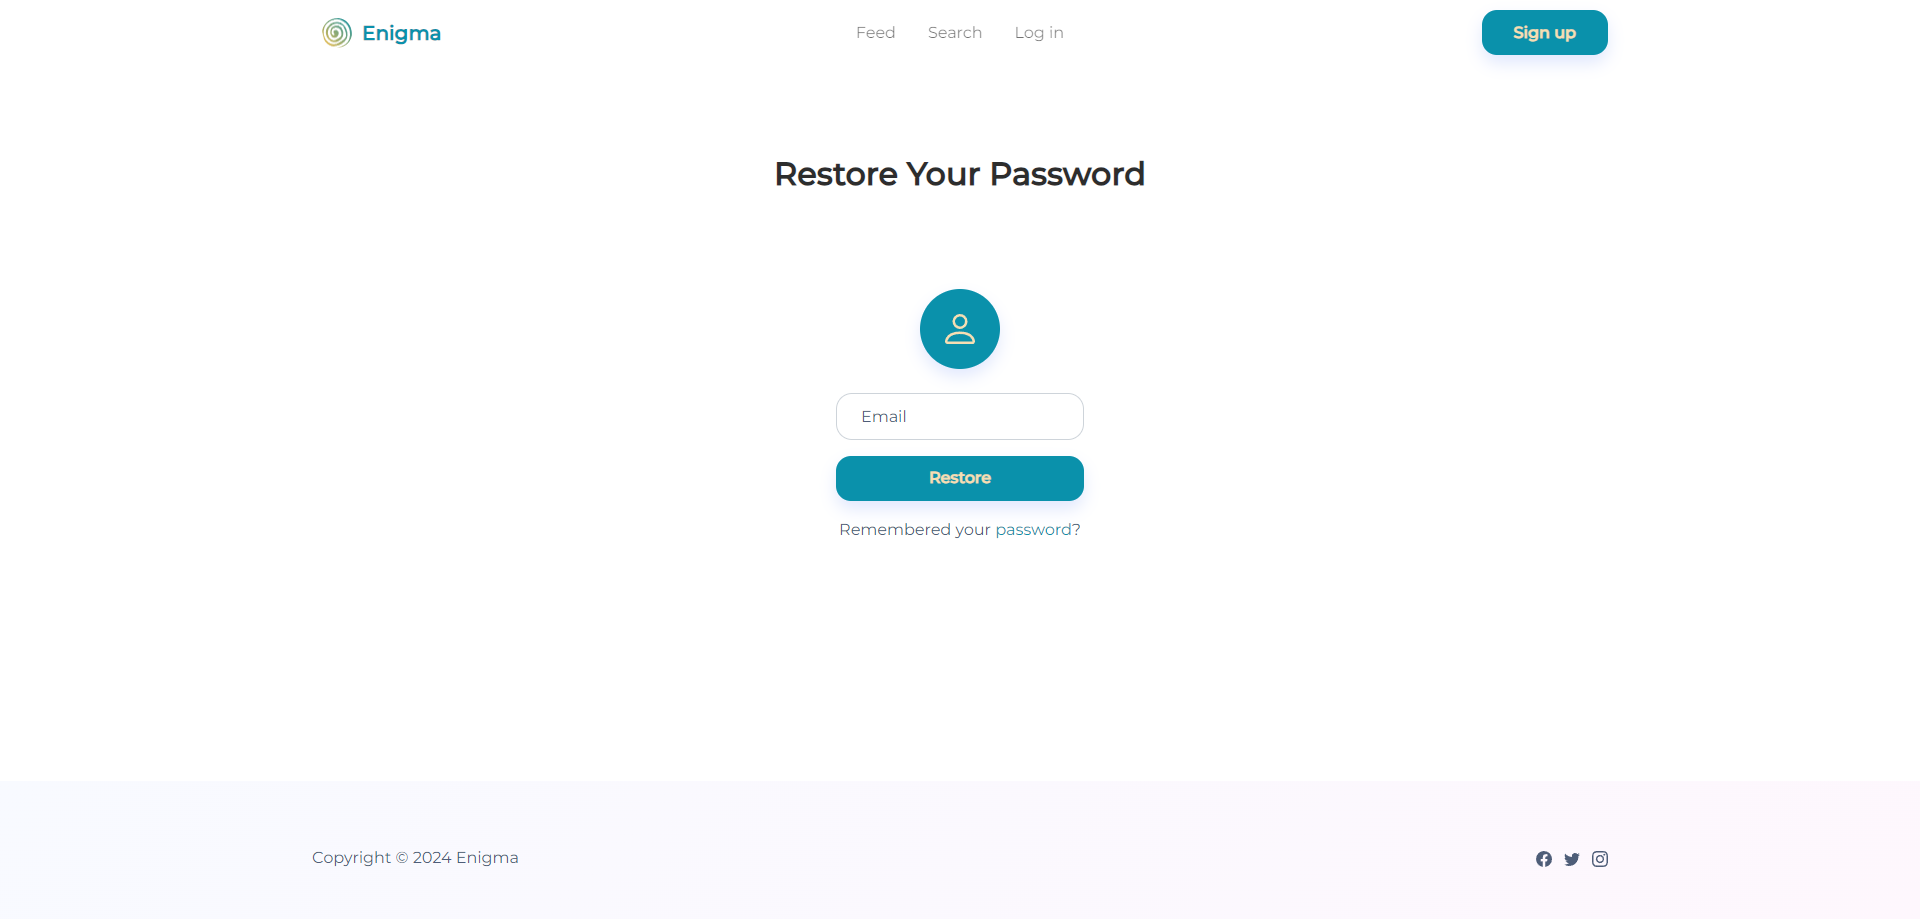 Enigma
Feed
Search
Log in
Sign up
Restore Your Password
Email
Restore
Remembered your password?
Copyright © 2024 Enigma